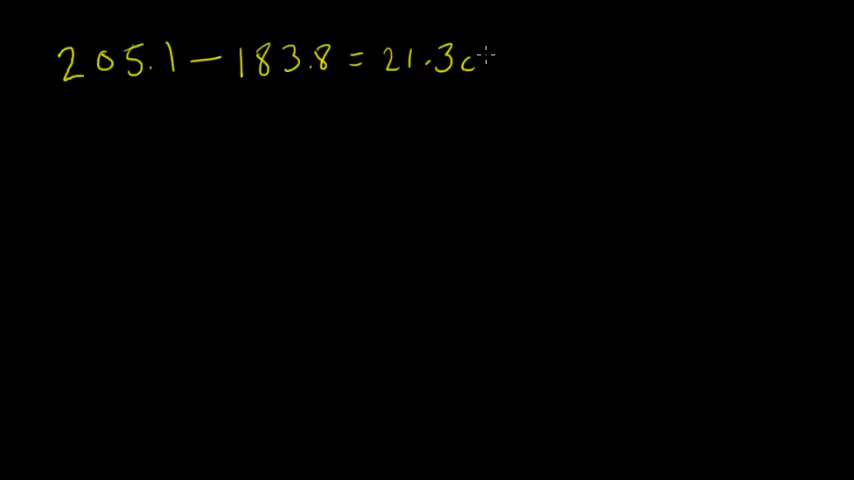 205.1 - 183.8 = 21.3c